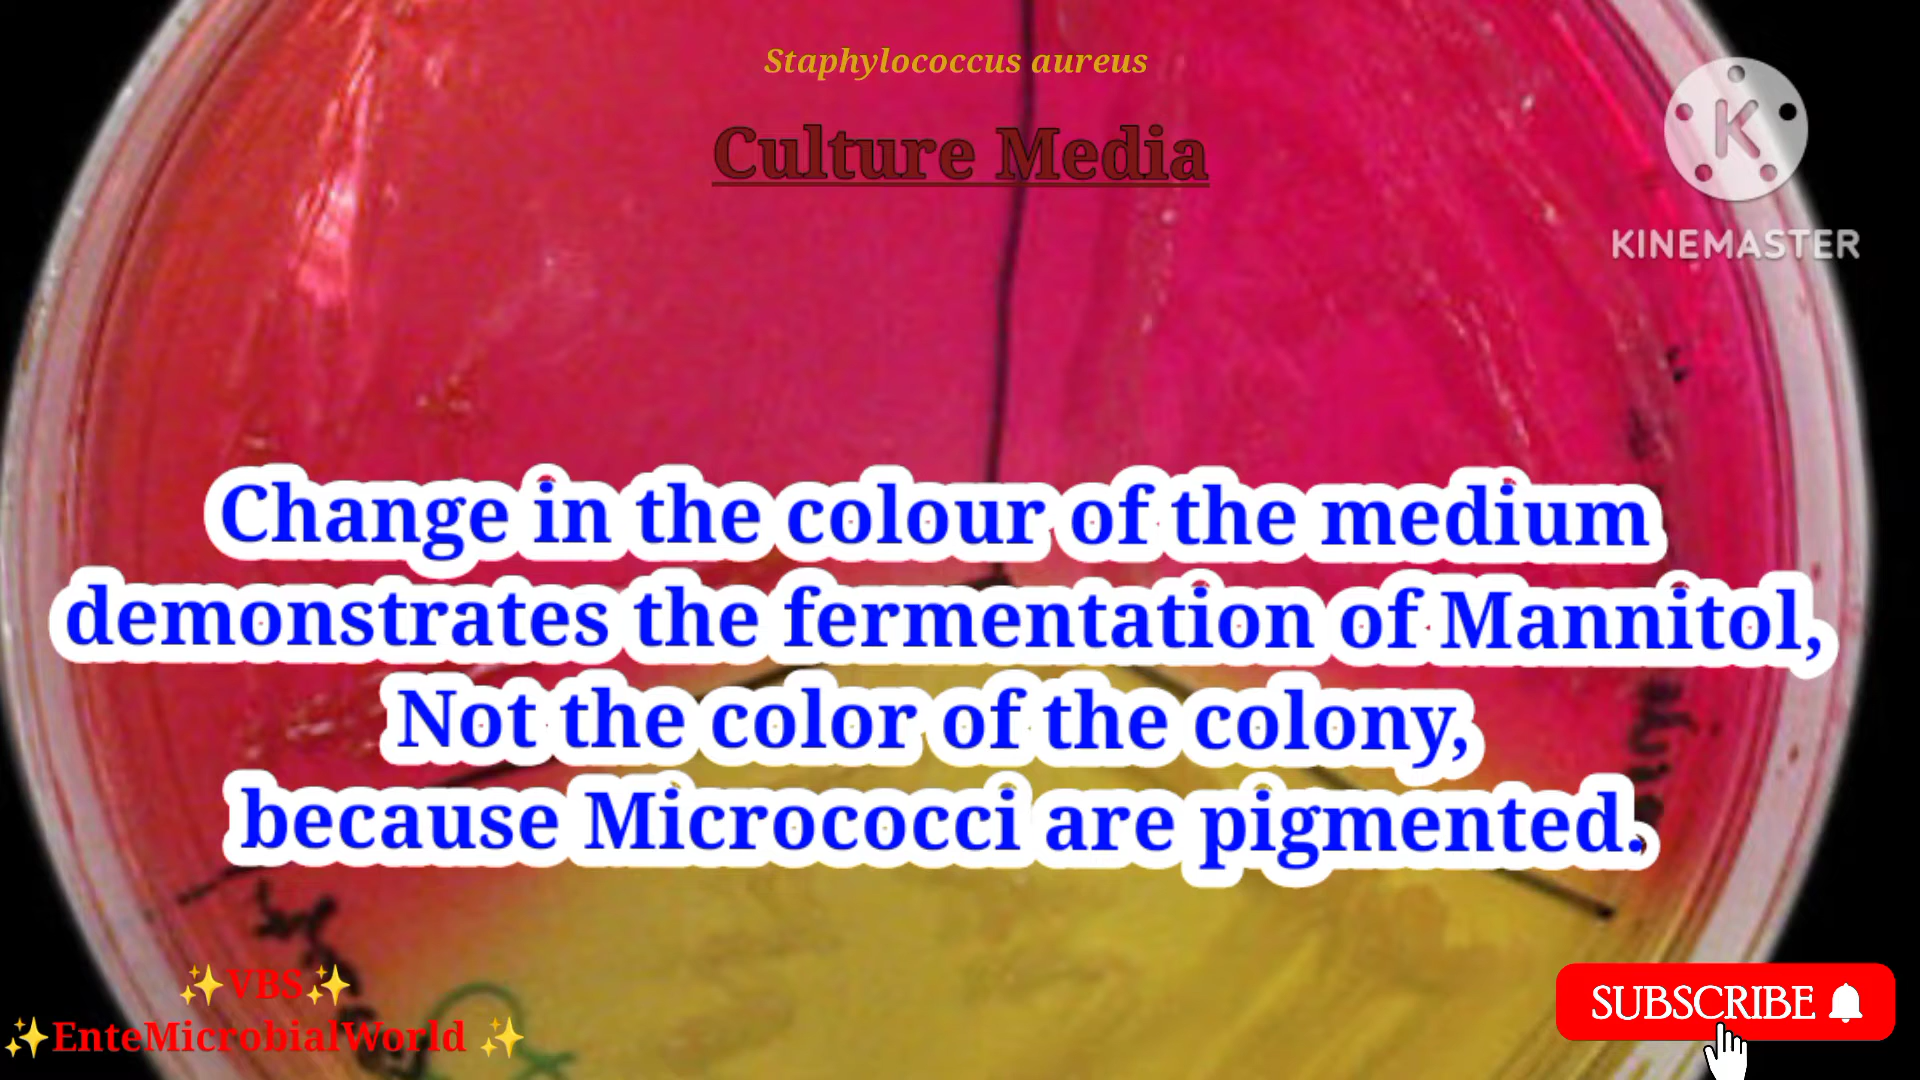 Staphylococcus aureus
Culture Media
K
KINEMASTER
Change in the colour of the medium
demonstrates the fermentation of Mannitol,
Not the color of the colony,
because Micrococci are pigmented.
✨VBS✨
✨EnteMicrobialWorld ✨
SUBSCRIBE